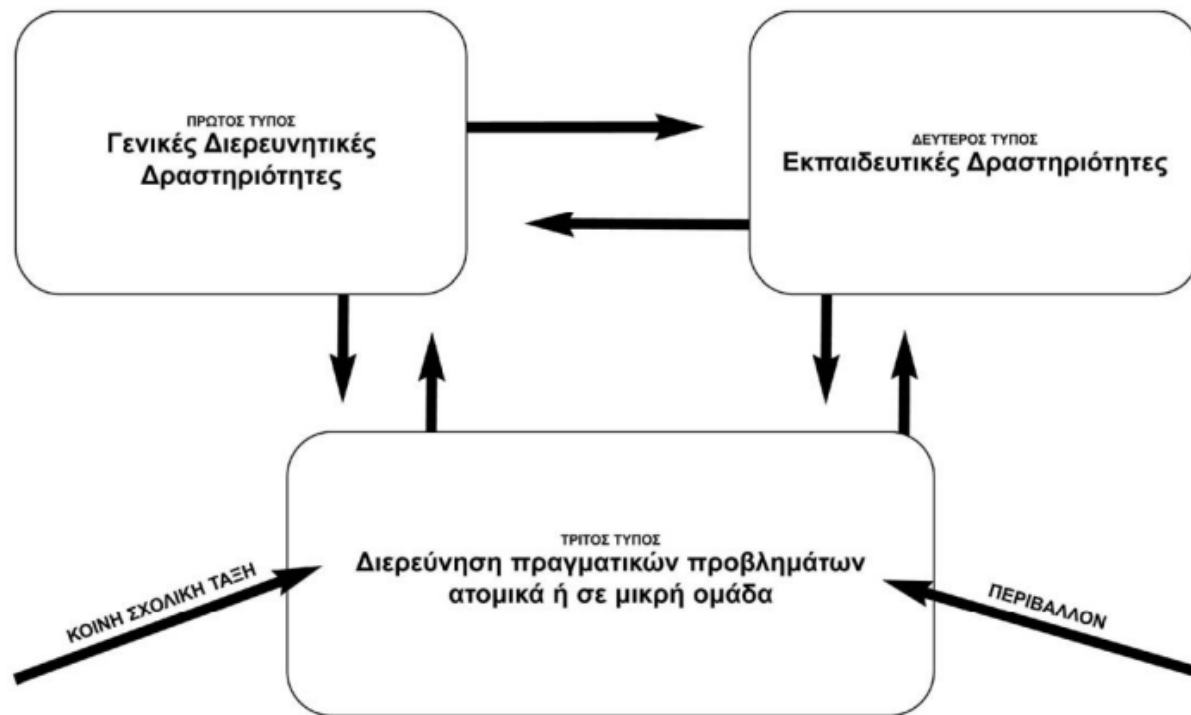 ΠΡΩΤΟΣ ΤΥΠΟΣ
Γενικές Διερευνητικές
Δραστηριότητες
ΔΕΥΤΕΡΟΣ ΤΥΠΟΣ
Εκπαιδευτικές Δραστηριότητες
ΤΡΙΤΟΣ ΤΥΠΟΣ
Διερεύνηση πραγματικών προβλημάτων
ατομικά ή σε μικρή ομάδα
ΚΟΙΝΗ ΣΧΟΛΙΚΗ ΤΑΞΗ
ΠΕΡΙΒΑΛΛΟΝ